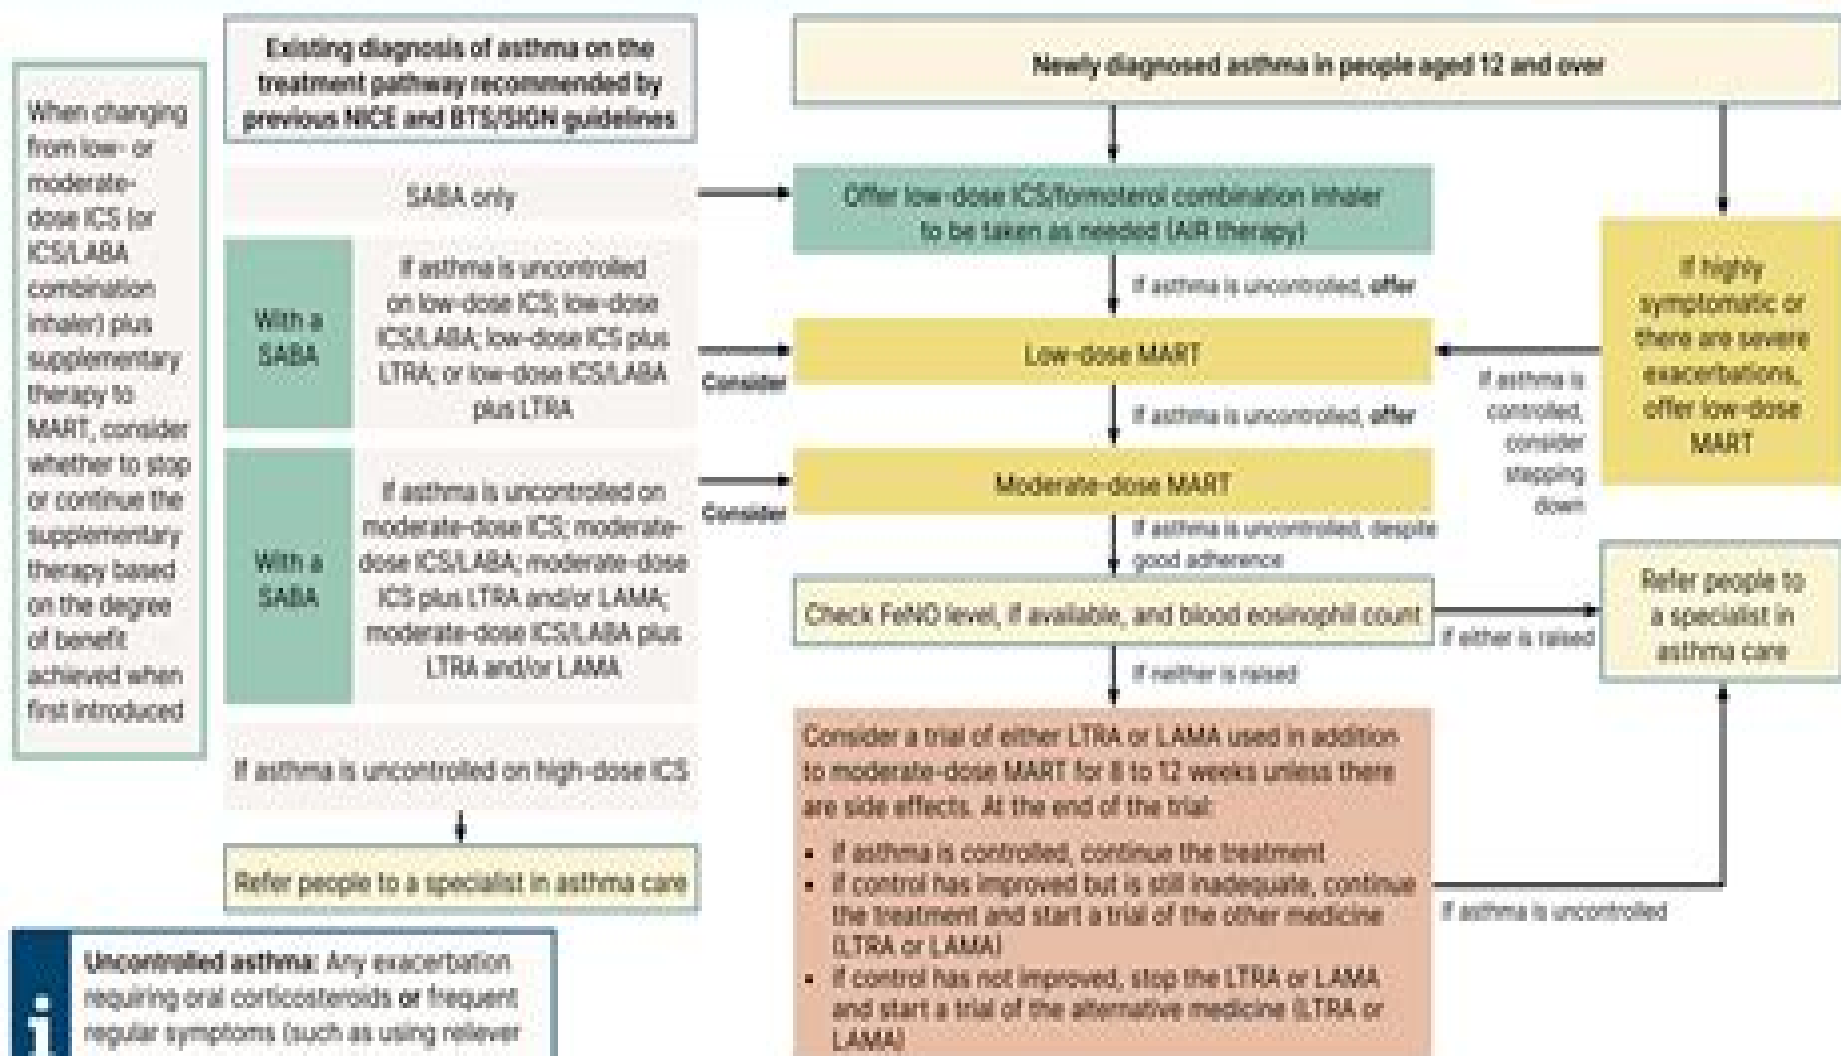 When changing
from low- or
moderate-
dose ICS (or
ICS/LABA
combination
inhaler) plus
supplementary
therapy to
MART, consider
whether to stop
or continue the
supplementary
therapy based
on the degree
of benefit
achieved when
first introduced
Existing diagnosis of asthma on the
treatment pathway recommended by
previous NICE and BTS/SIGN guidelines
SABA only
With a
SABA
If asthma is uncontrolled
on low-dose ICS; low-dose
ICS/LABA; low-dose ICS plus
LTRA; or low-dose ICS/LABA
plus LTRA
Consider
With a
SABA
If asthma is uncontrolled on
moderate-dose ICS; moderate-
dose ICS/LABA; moderate-dose
ICS plus LTRA and/or LAMA;
moderate-dose ICS/LABA plus
LTRA and/or LAMA
Consider
If asthma is uncontrolled on high-dose ICS
Refer people to a specialist in asthma care
i
Uncontrolled asthma: Any exacerbation
requiring oral corticosteroids or frequent
regular symptoms (such as using reliever
Newly diagnosed asthma in people aged 12 and over
Offer low-dose ICS/formoterol combination inhaler
to be taken as needed (AIR therapy)
If asthma is uncontrolled, offer
Low-dose MART
If asthma is uncontrolled, offer
Moderate-dose MART
If asthma is uncontrolled, despite
good adherence
Check FeNO level, if available, and blood eosinophil count
If neither is raised
Consider a trial of either LTRA or LAMA used in addition
to moderate-dose MART for 8 to 12 weeks unless there
are side effects. At the end of the trial:
• if asthma is controlled, continue the treatment
• if control has improved but is still inadequate, continue
the treatment and start a trial of the other medicine
(LTRA or LAMA)
• if control has not improved, stop the LTRA or LAMA
and start a trial of the alternative medicine (LTRA or
LAMA)
If highly
symptomatic or
there are severe
exacerbations,
offer low-dose
MART
If asthma is
controlled,
consider
stepping
down
If either is raised
Refer people to
a specialist in
asthma care
If asthma is uncontrolled